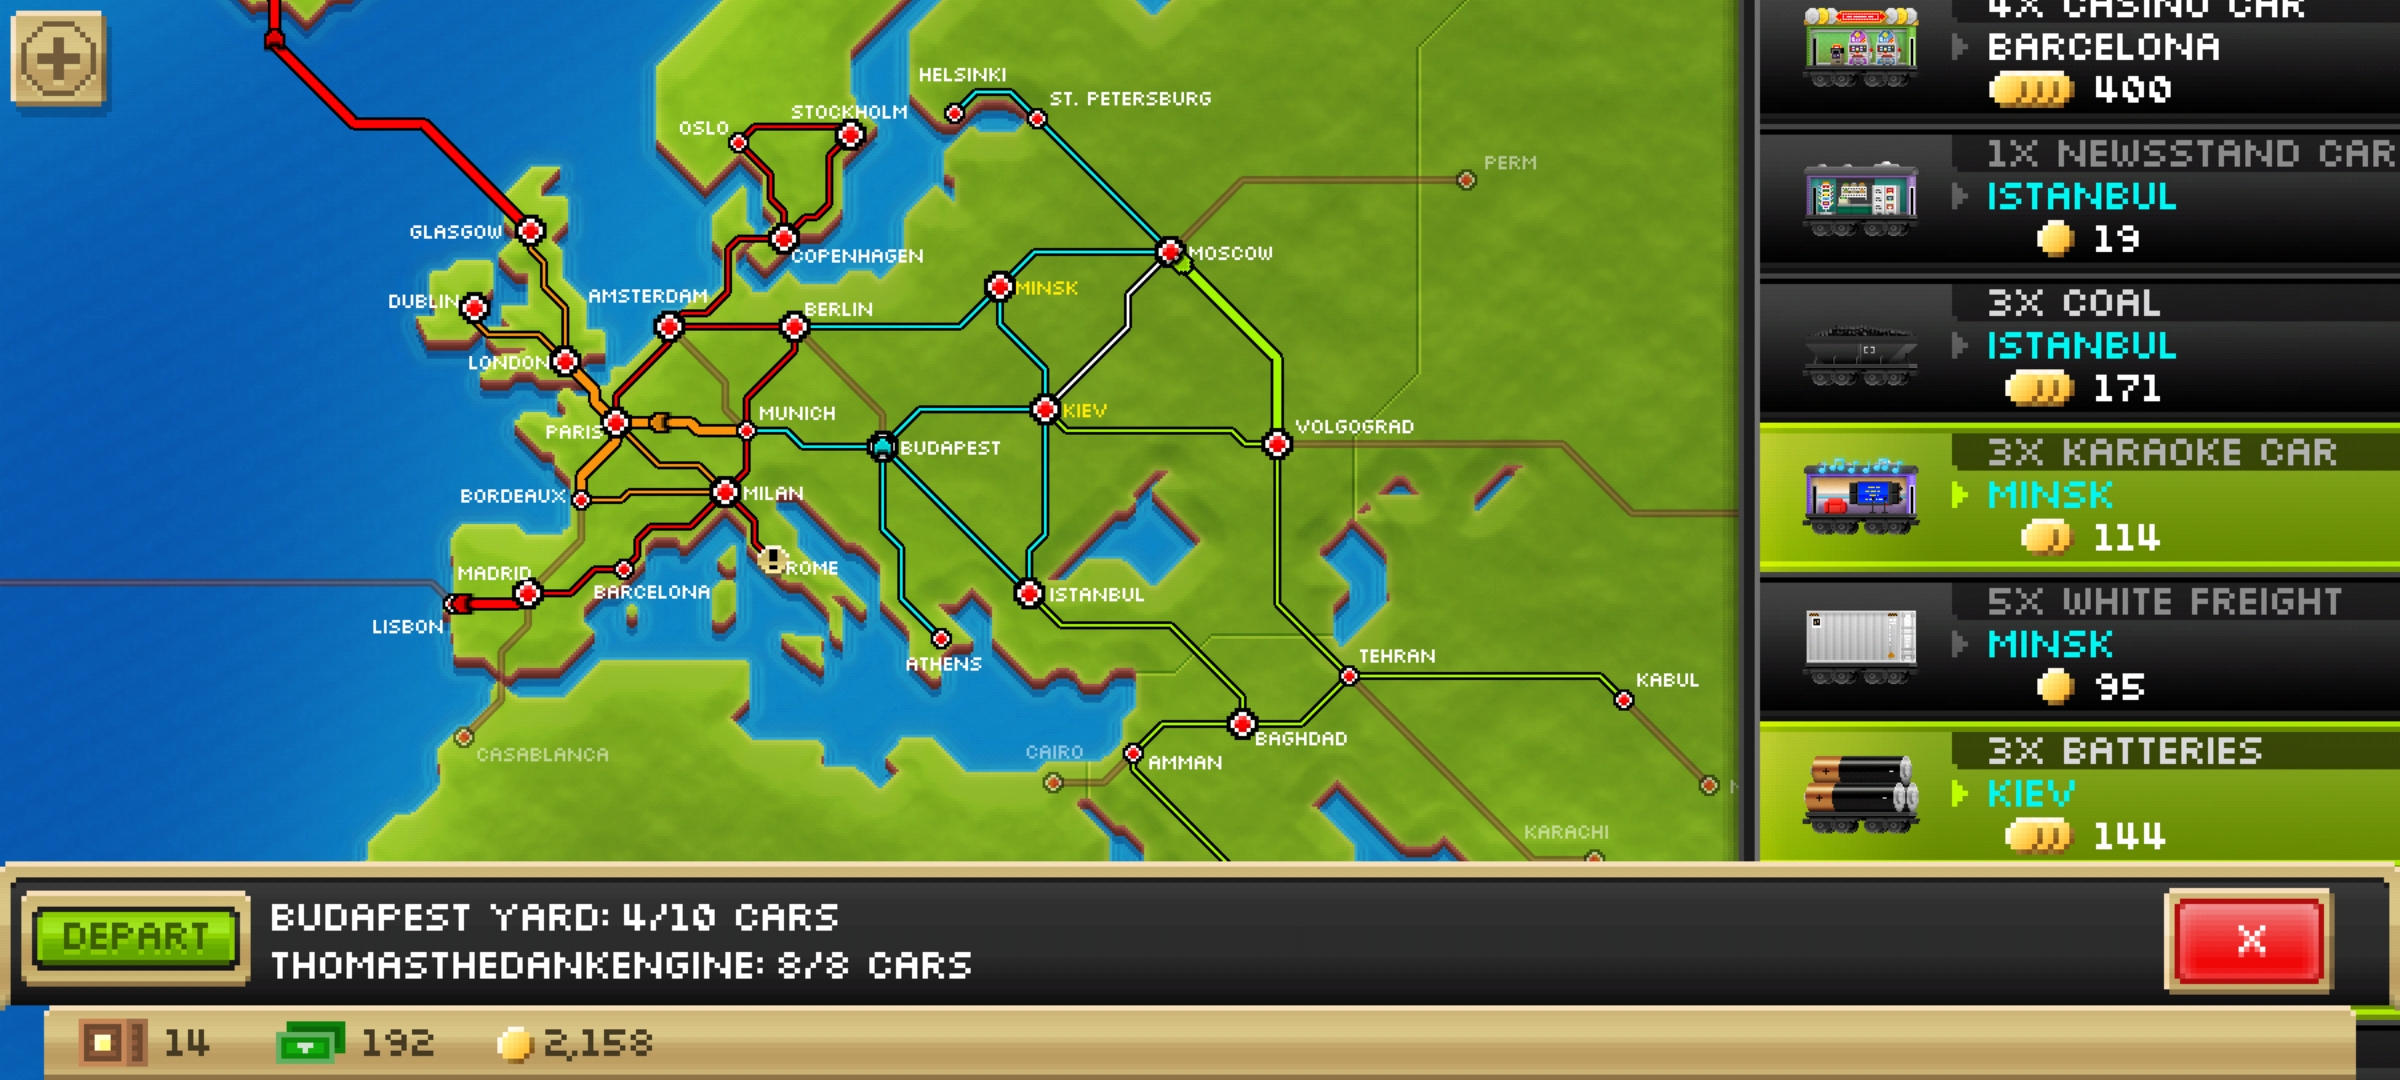 HELSINKI
ST. PETERSBURG
STOCKHOLM
OSLO
PERM
GLASGOW
MOSCOW
COPENHAGEN
MINSK
DUBLIN
AMSTERDAM
BERLIN
LONDON
MUNICH
KIEV
VOLGOGRAD
PARIS
BUDAPEST
BORDEAUX
MILAN
ROME
MADRID
BARCELONA
ISTANBUL
LISBON
ATHENS
TEHRAN
KABUL
BAGHDAD
CASABLANCA
CAIRO
AMMAN
KARACHI
4X CASINO CAR
BARCELONA
400
1X NEWSSTAND CAR
ISTANBUL
19
3X COAL
ISTANBUL
171
3X KARAOKE CAR
MINSK
114
5X WHITE FREIGHT
MINSK
95
3X BATTERIES
KIEV
144
DEPART
BUDAPEST YARD: 4/10 CARS
THOMASTHEDANKENGINE: 8/8 CARS
X
14
192
2,158